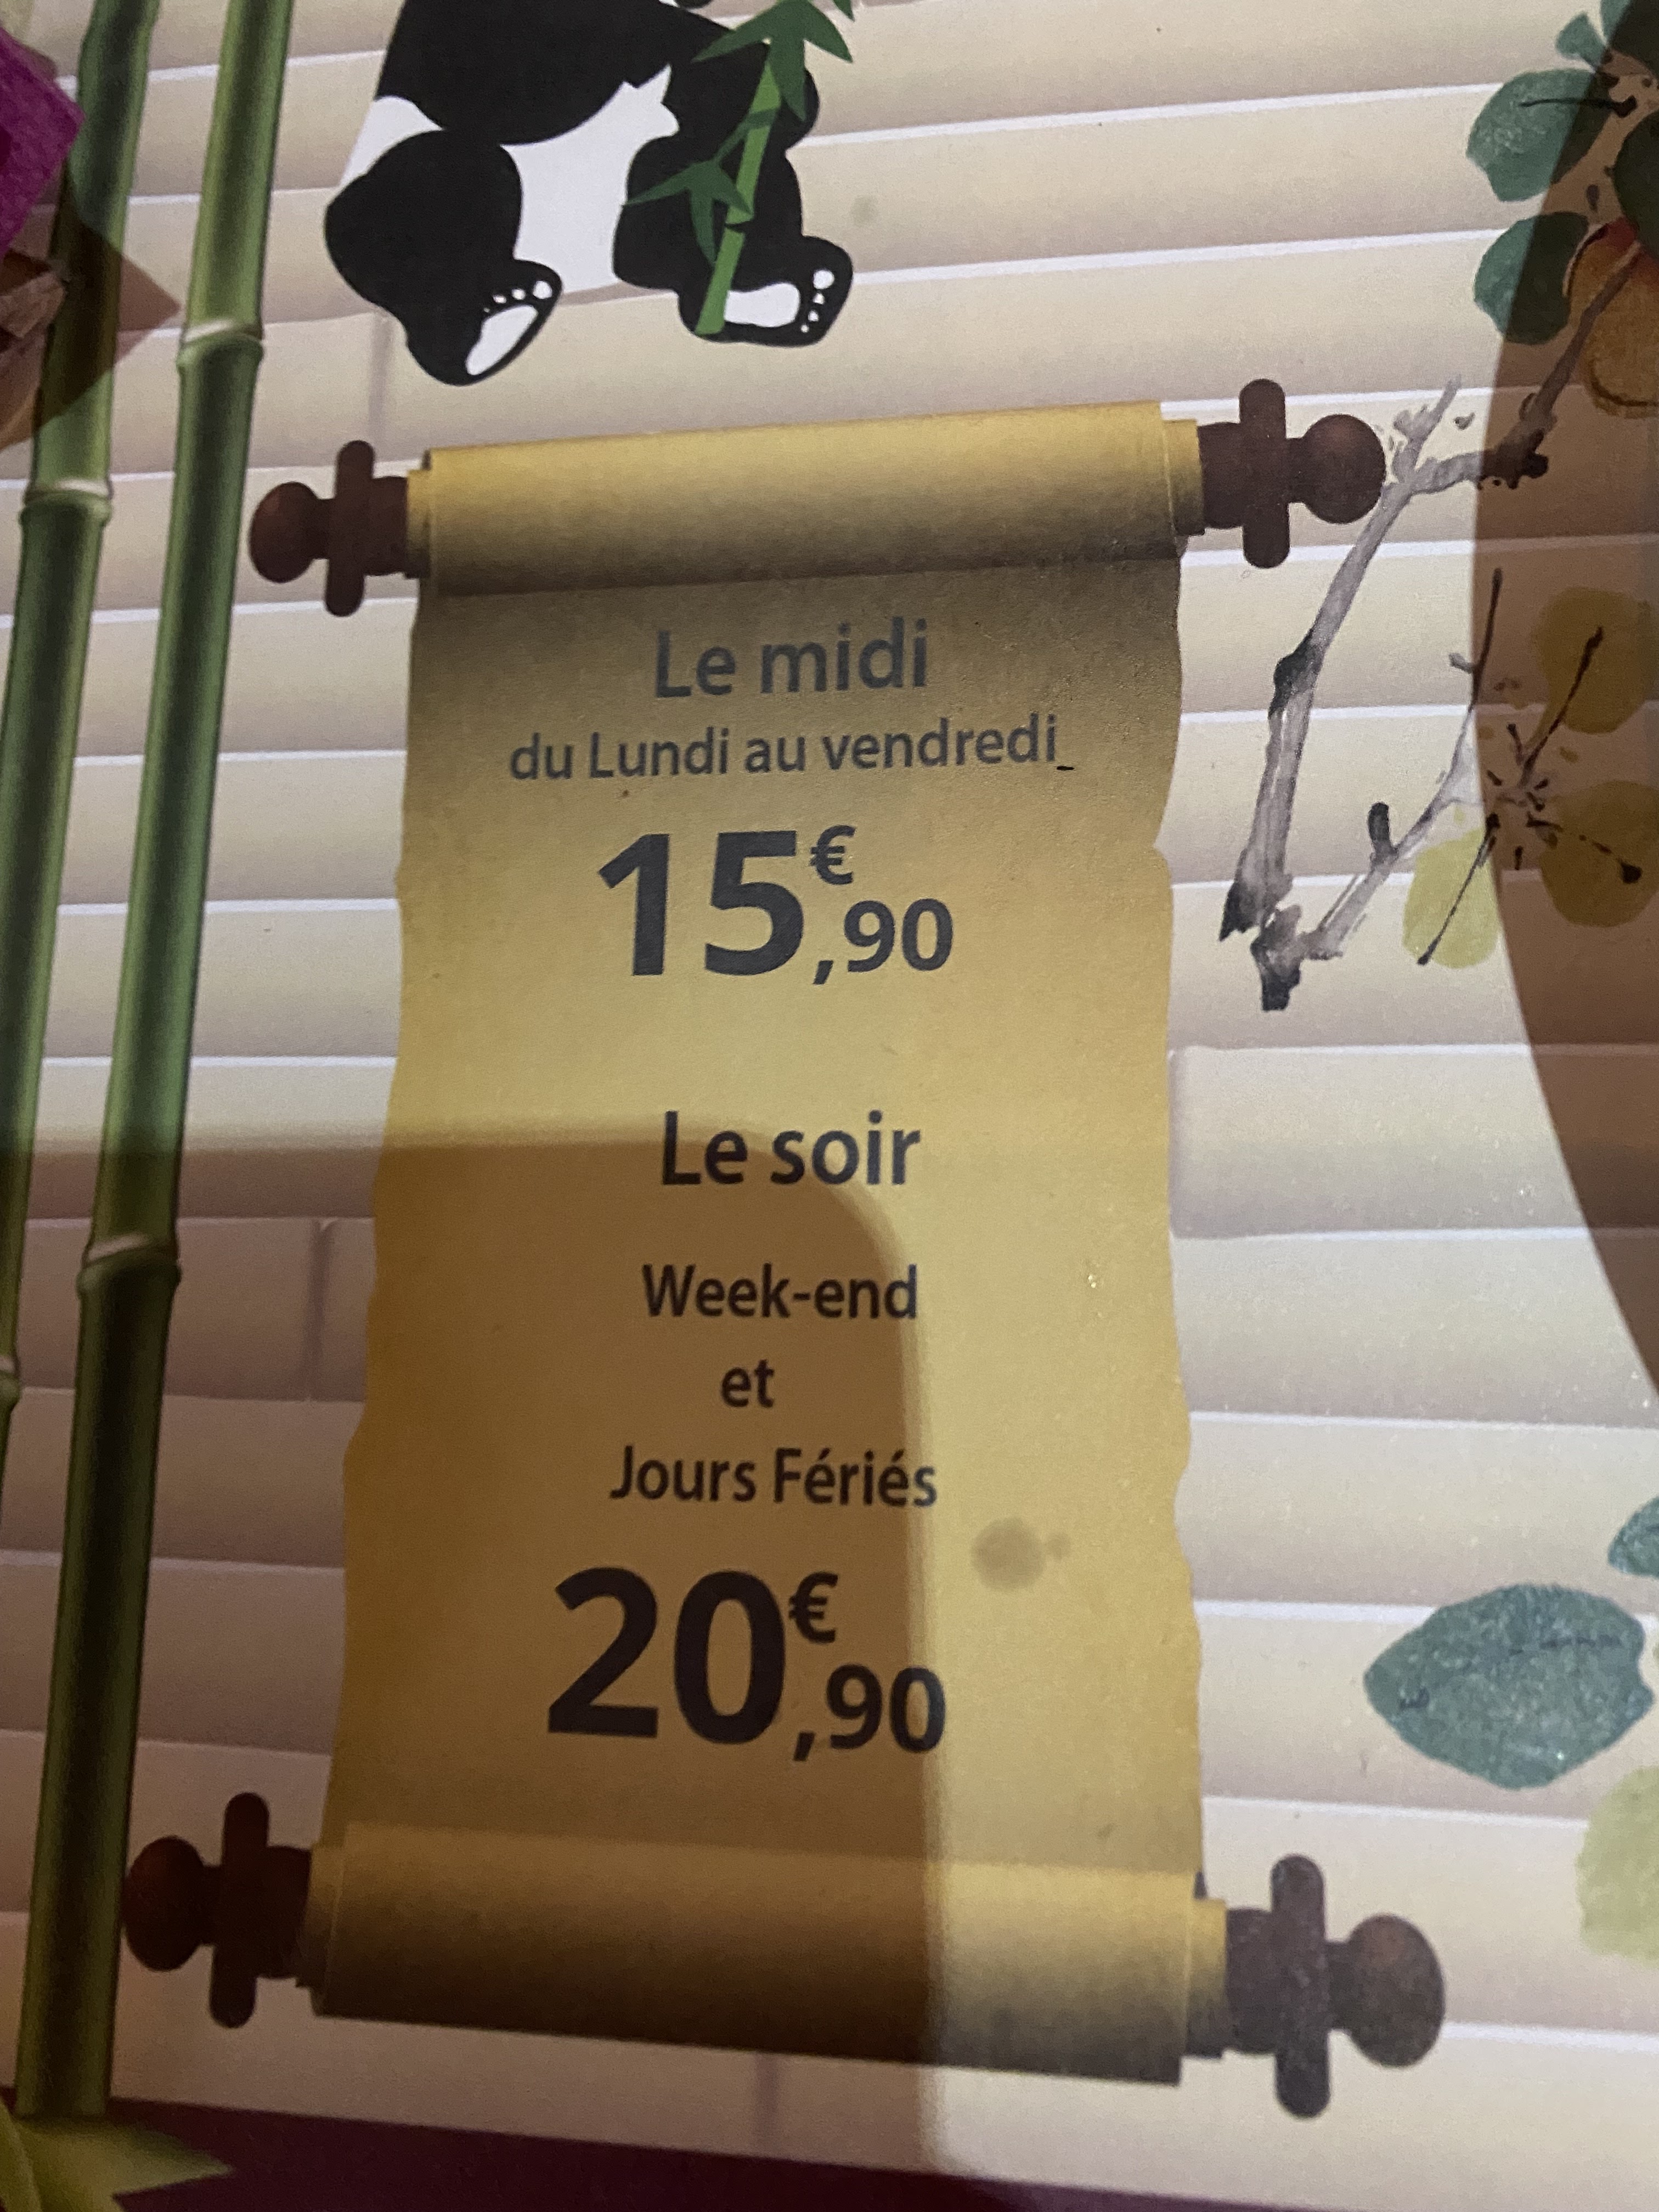 Le midi
du Lundi au vendredi
15€,90
Le soir
Week-end
et
Jours Fériés
20€,90